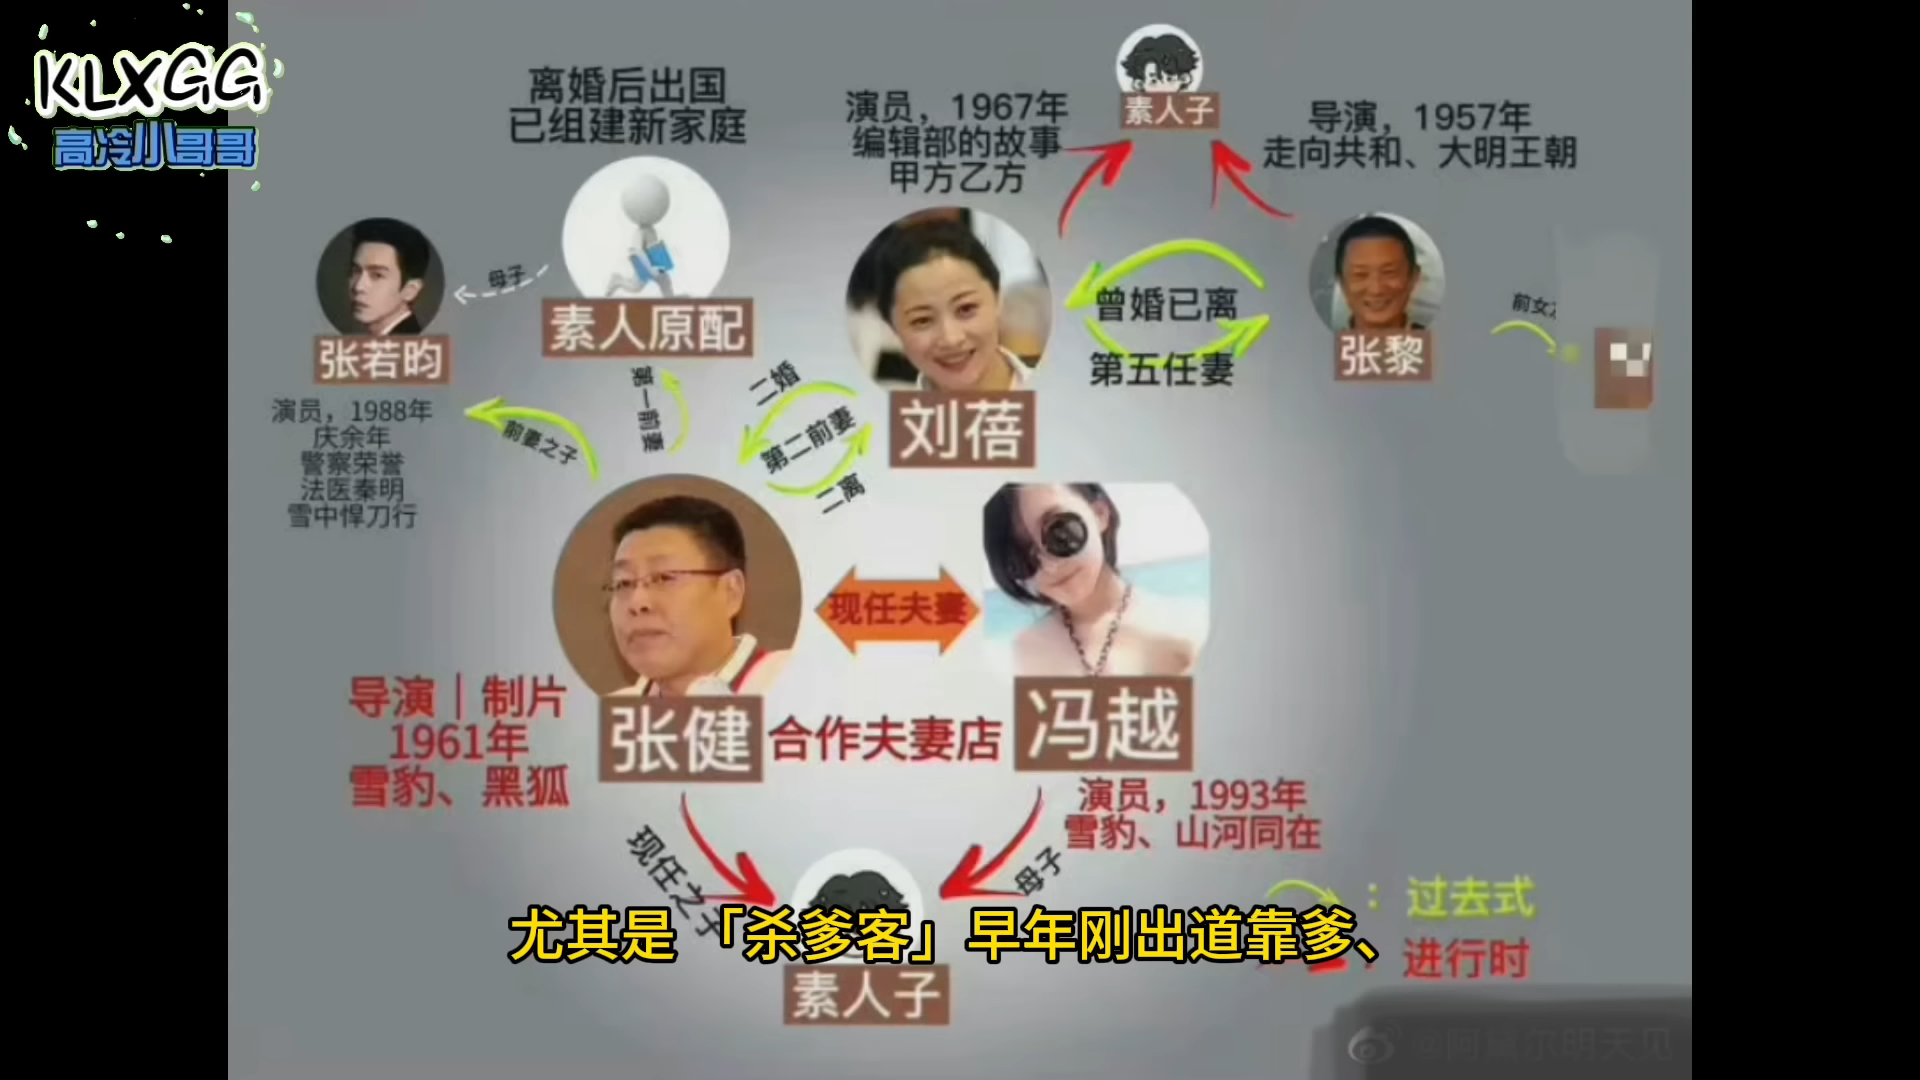 KLXGG
高冷小哥哥
离婚后出国
已组建新家庭
演员，1967年
编辑部的故事
甲方乙方
素人子
导演，1957年
走向共和、大明王朝
母子
张若昀
演员，1988年
庆余年
警察荣誉
法医秦明
雪中悍刀行
素人原配
第一前妻
前妻之子
二婚
第二前妻
二离
刘蓓
曾婚已离
第五任妻
张黎
前女
现任夫妻
导演｜制片
1961年
雪豹、黑狐
张健
合作夫妻店
冯越
演员，1993年
雪豹、山河同在
现任之子
母子
素人子
：过去式
：进行时
尤其是「杀爹客」早年刚出道靠爹、
@阿黛尔明天见